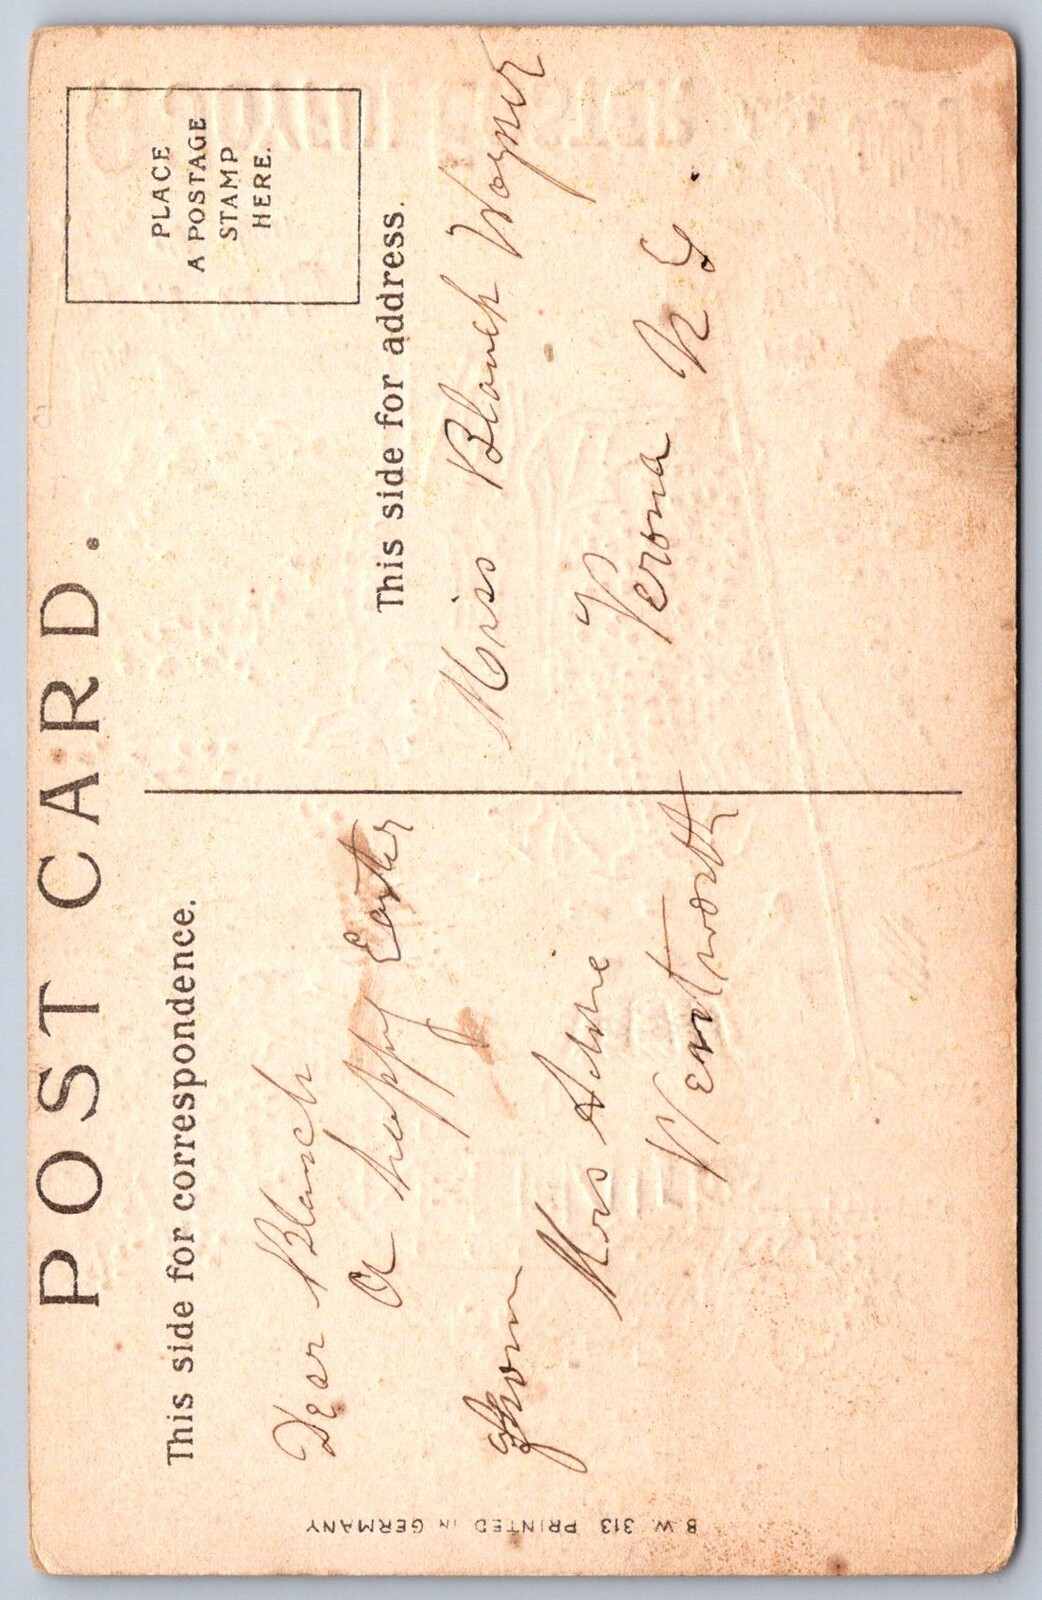 POST CARD.
This side for correspondence.
Dear Blanch
a happy Easter
From
Mrs Addie
Wentworth
PLACE
A POSTAGE
STAMP
HERE.
This side for address.
Miss Blanch Wagner
Verona N Y.
B.W. 313 PRINTED IN GERMANY